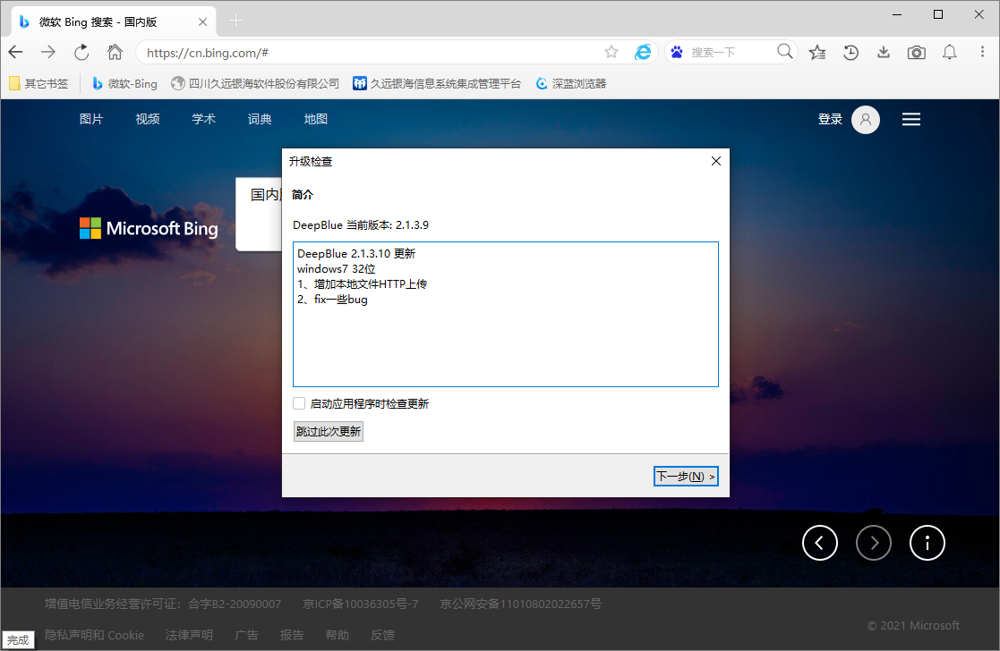 微软 Bing 搜索 - 国内版
https://cn.bing.com/#
搜索一下
其它书签 微软-Bing 四川久远银海软件股份有限公司 久远银海信息系统集成管理平台 深蓝浏览器
图片 视频 学术 词典 地图 登录
升级检查
国内版
简介
Microsoft Bing
DeepBlue 当前版本: 2.1.3.9
DeepBlue 2.1.3.10 更新
windows7 32位
1、增加本地文件HTTP上传
2、fix一些bug
启动应用程序时检查更新
跳过此次更新
下一步(N) >
增值电信业务经营许可证：合字B2-20090007 京ICP备10036305号-7 京公网安备11010802022657号
© 2021 Microsoft
隐私声明和 Cookie 法律声明 广告 报告 帮助 反馈
完成